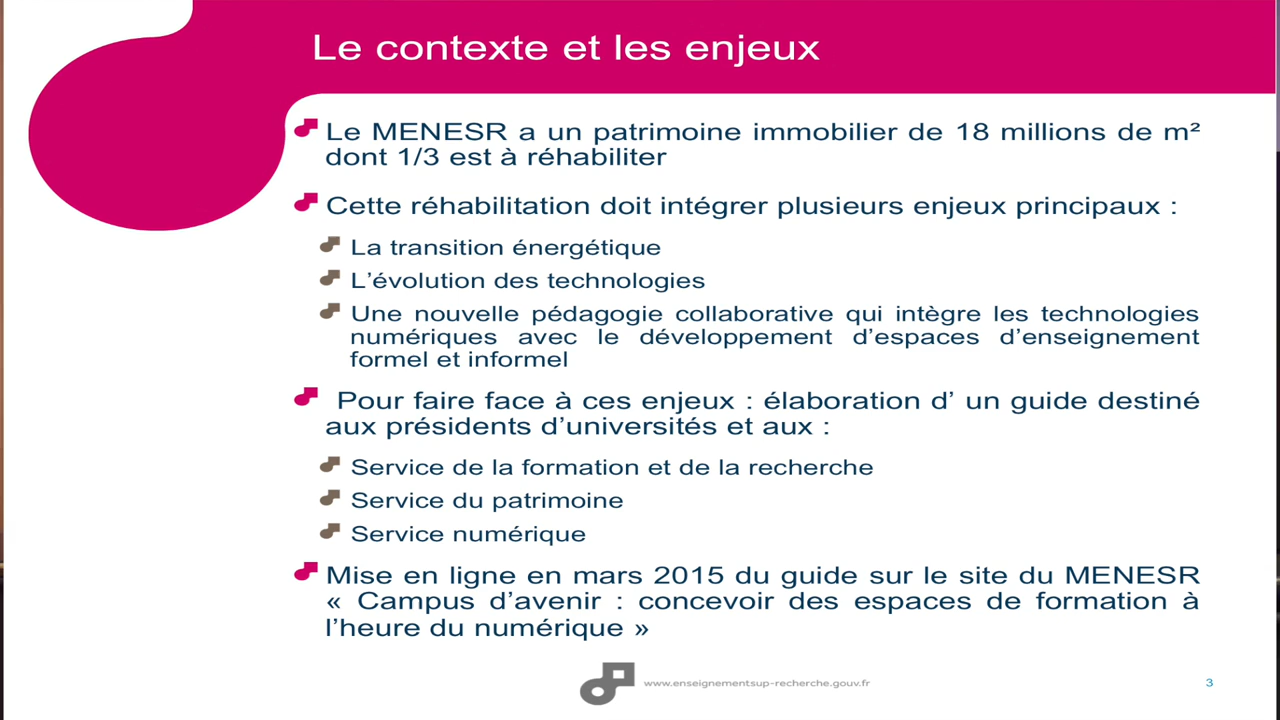 Le contexte et les enjeux
Le MENESR a un patrimoine immobilier de 18 millions de m²
dont 1/3 est à réhabiliter
Cette réhabilitation doit intégrer plusieurs enjeux principaux :
La transition énergétique
L’évolution des technologies
Une nouvelle pédagogie collaborative qui intègre les technologies
numériques avec le développement d’espaces d’enseignement
formel et informel
Pour faire face à ces enjeux : élaboration d’ un guide destiné
aux présidents d’universités et aux :
Service de la formation et de la recherche
Service du patrimoine
Service numérique
Mise en ligne en mars 2015 du guide sur le site du MENESR
« Campus d’avenir : concevoir des espaces de formation à
l’heure du numérique »
www.enseignementsup-recherche.gouv.fr
3